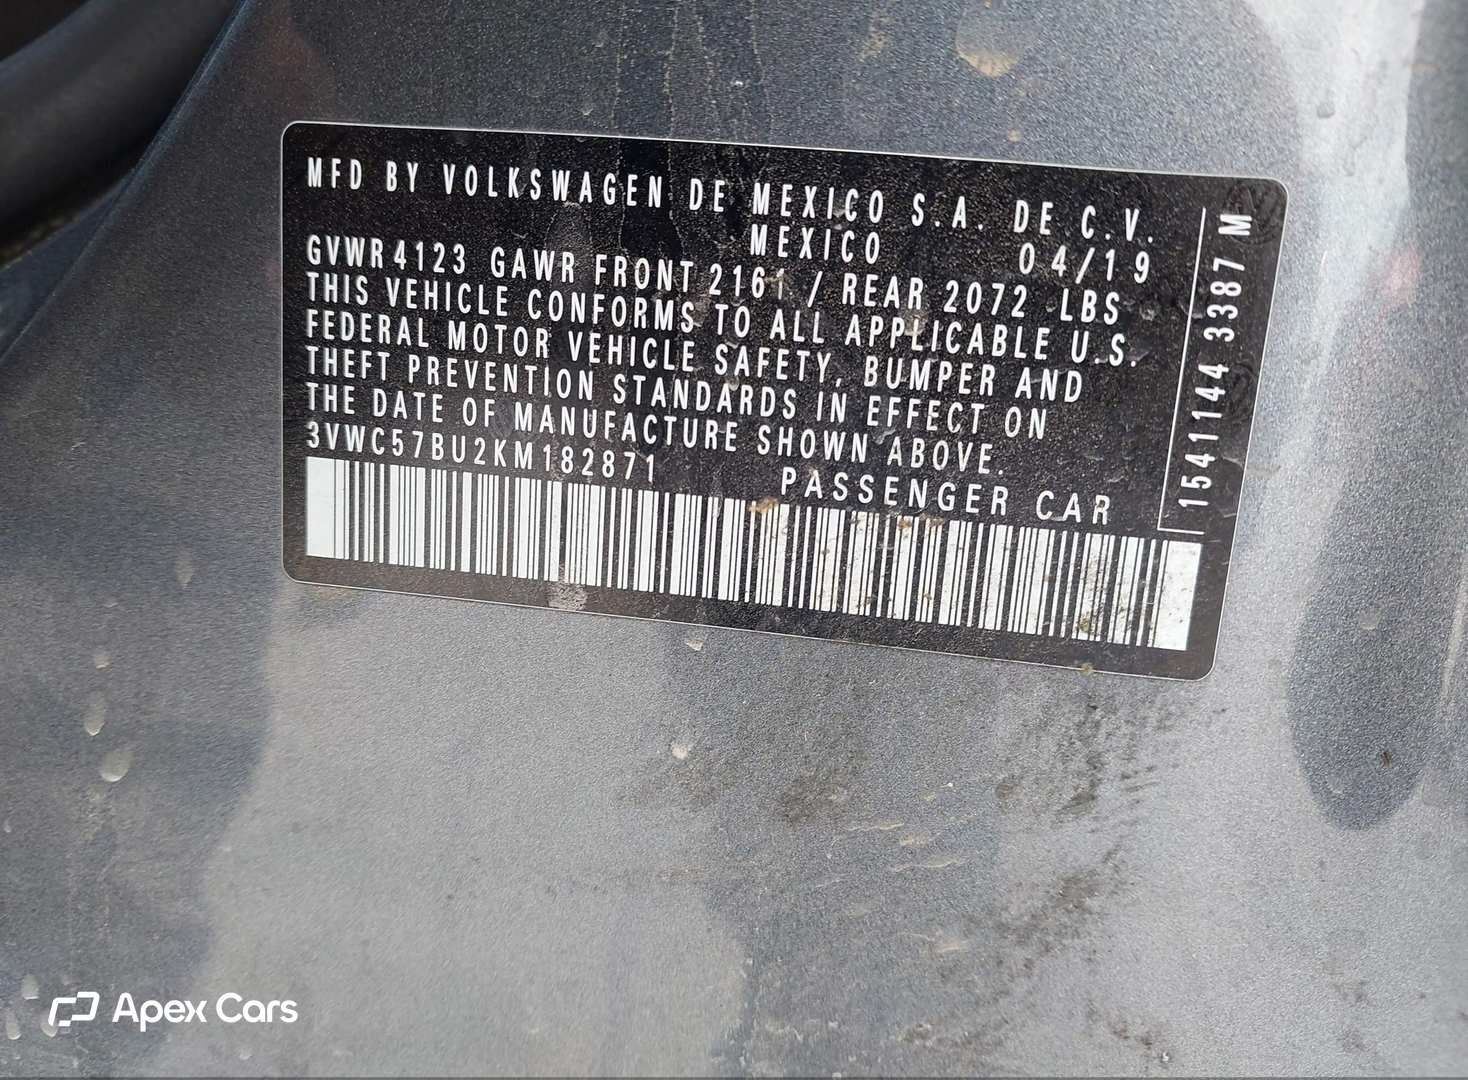 MFD BY VOLKSWAGEN DE MEXICO S.A. DE C.V.
MEXICO 04/19
GVWR 4123 GAWR FRONT 2161 / REAR 2072 LBS
THIS VEHICLE CONFORMS TO ALL APPLICABLE U.S.
FEDERAL MOTOR VEHICLE SAFETY, BUMPER AND
THEFT PREVENTION STANDARDS IN EFFECT ON
THE DATE OF MANUFACTURE SHOWN ABOVE.
3VWC57BU2KM182871 PASSENGER CAR
1541144 3387 M
Apex Cars